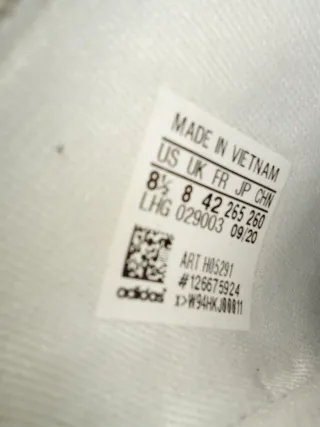 MADE IN VIETNAM
US UK FR JP CHN
8½ 8 42 265 260
LHG 029003 09/20
ART H05291
#126675924
adidas